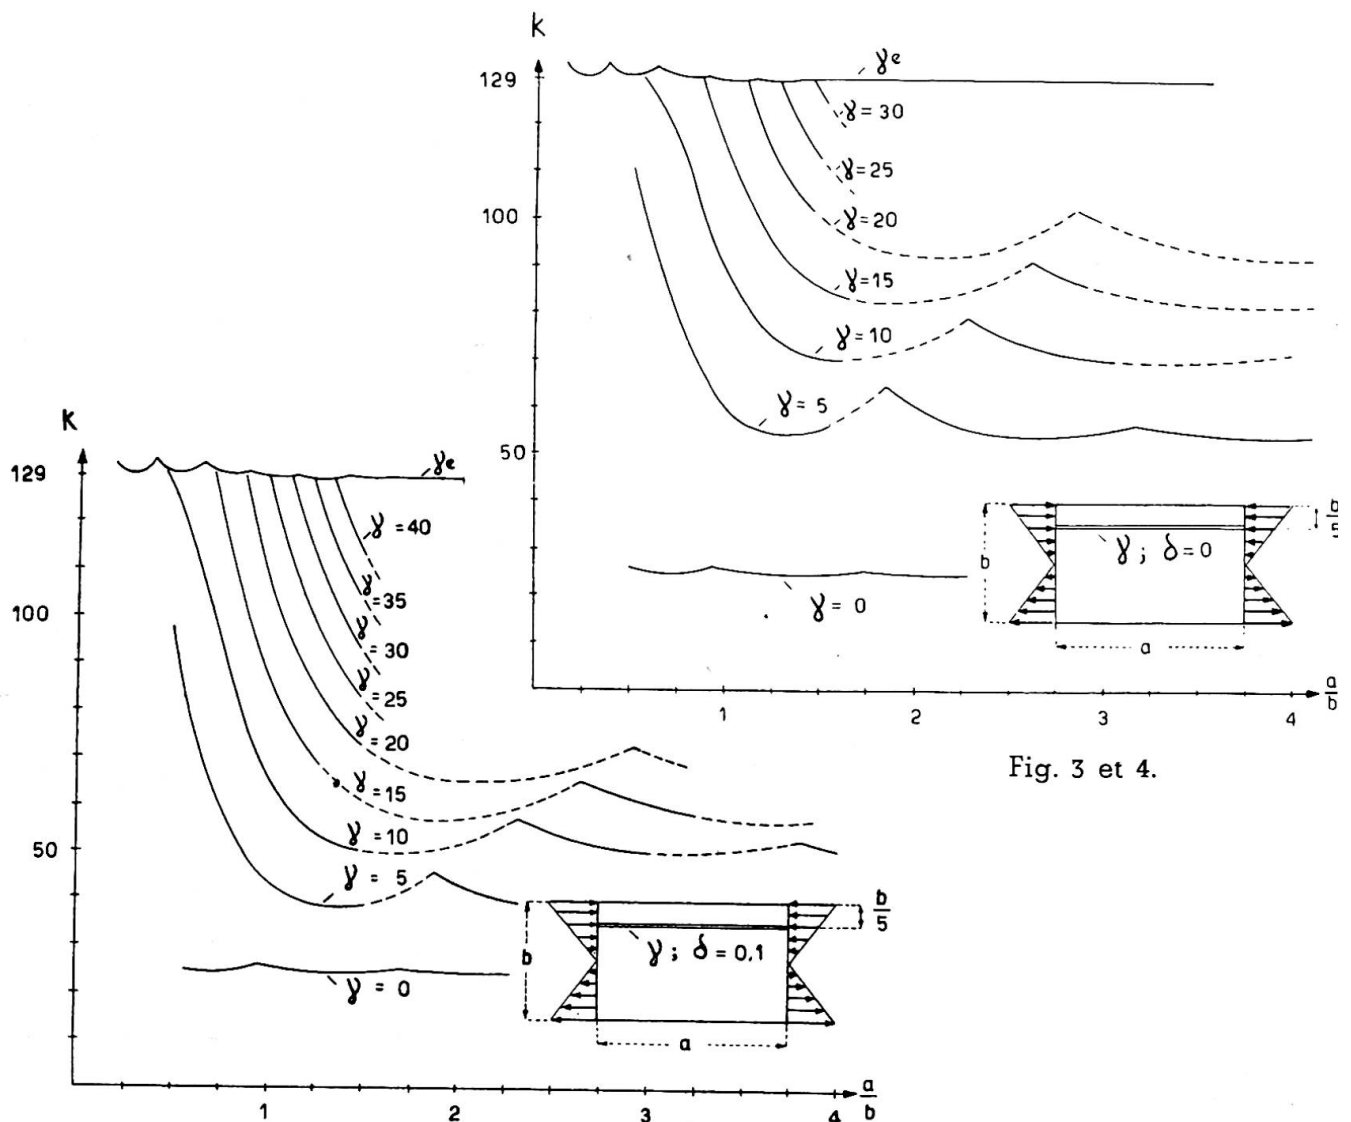 k
129
γe
γ = 30
γ = 25
100
γ = 20
γ = 15
γ = 10
γ = 5
50
b
γ ; δ = 0
a
γ = 0
1
2
3
4
a
b
Fig. 3 et 4.
k
129
γe
γ = 40
γ = 35
100
γ = 30
γ = 25
γ = 20
γ = 15
50
γ = 10
γ = 5
b
5
b
γ ; δ = 0,1
γ = 0
a
1
2
3
4
a
b